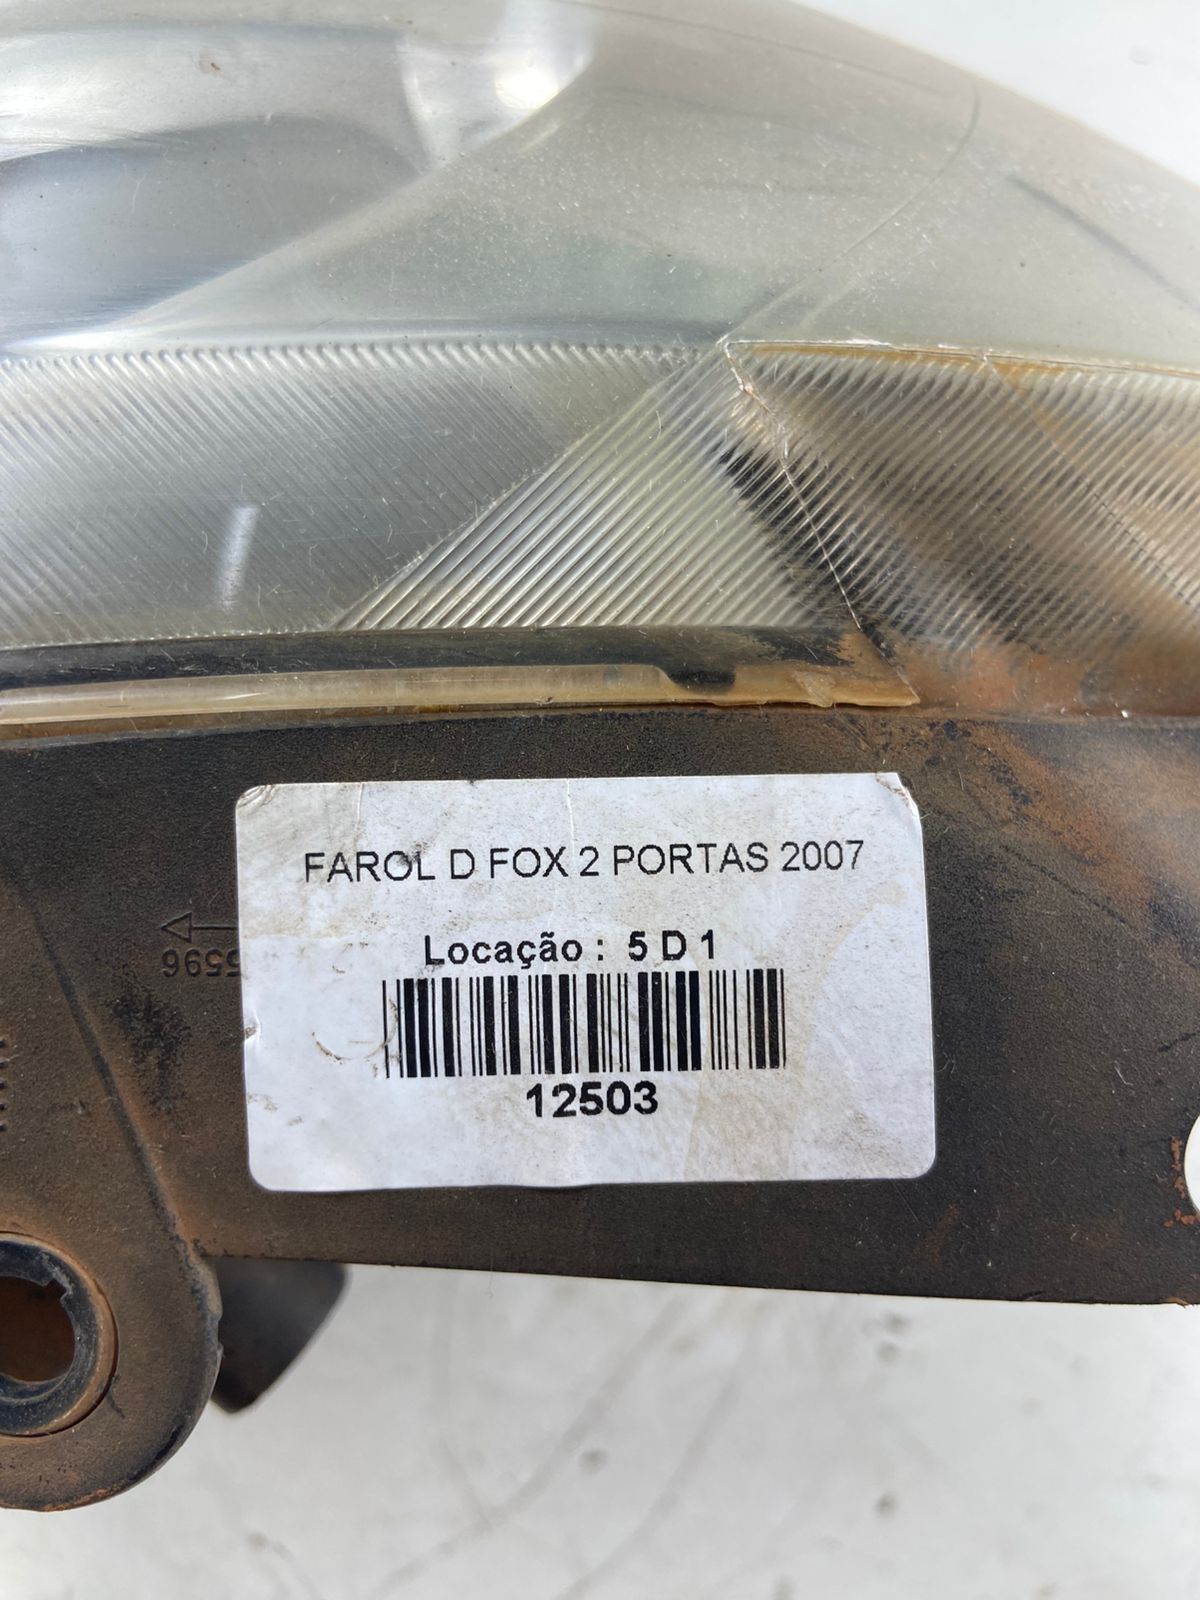 FAROL D FOX 2 PORTAS 2007
Locação : 5 D 1
12503